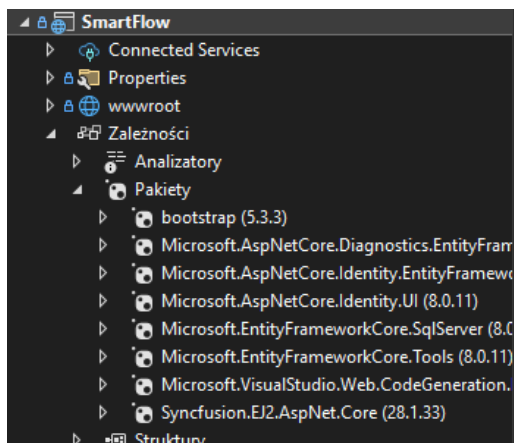 SmartFlow
Connected Services
Properties
wwwroot
Zależności
Analizatory
Pakiety
bootstrap (5.3.3)
Microsoft.AspNetCore.Diagnostics.EntityFram
Microsoft.AspNetCore.Identity.EntityFramewo
Microsoft.AspNetCore.Identity.UI (8.0.11)
Microsoft.EntityFrameworkCore.SqlServer (8.0
Microsoft.EntityFrameworkCore.Tools (8.0.11)
Microsoft.VisualStudio.Web.CodeGeneration.
Syncfusion.EJ2.AspNet.Core (28.1.33)
Struktury